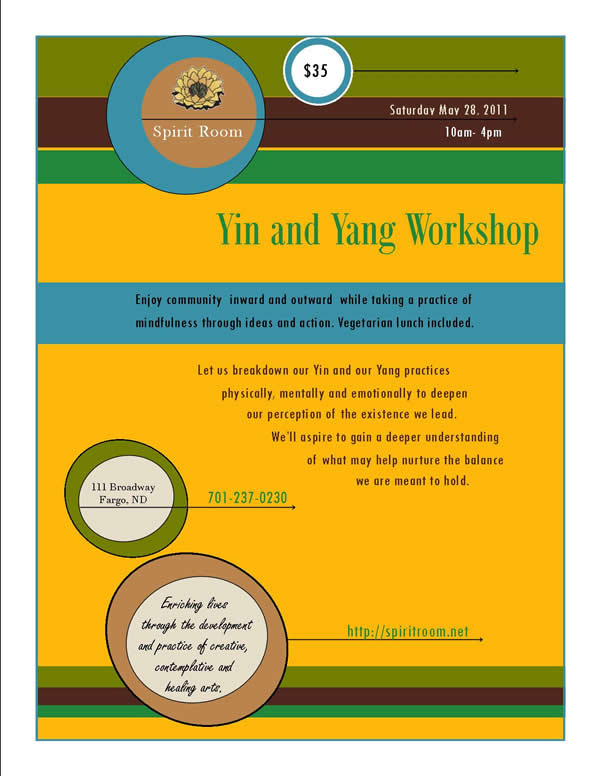 $35
Spirit Room
Saturday May 28. 2011
10am- 4pm
Yin and Yang Workshop
Enjoy community inward and outward while taking a practice of
mindfulness through ideas and action. Vegetarian lunch included.
Let us breakdown our Yin and our Yang practices
physically, mentally and emotionally to deepen
our perception of the existence we lead.
We'll aspire to gain a deeper understanding
of what may help nurture the balance
we are meant to hold.
111 Broadway
Fargo, ND
701-237-0230
Enriching lives
through the development
and practice of creative,
contemplative and
healing arts.
http://spiritroom.net